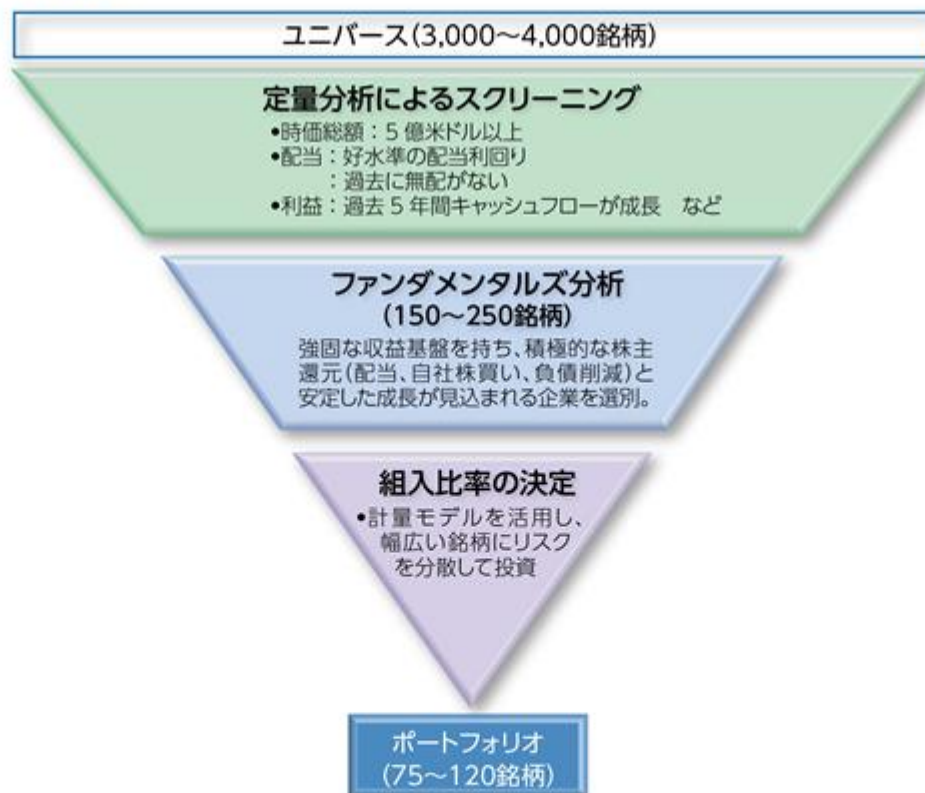 ユニバース(3,000～4,000銘柄)
定量分析によるスクリーニング
•時価総額：5億米ドル以上
•配当：好水準の配当利回り
：過去に無配がない
•利益：過去5年間キャッシュフローが成長　など
ファンダメンタルズ分析
(150～250銘柄)
強固な収益基盤を持ち、積極的な株主
還元(配当、自社株買い、負債削減)と
安定した成長が見込まれる企業を選別。
組入比率の決定
•計量モデルを活用し、
幅広い銘柄にリスク
を分散して投資
ポートフォリオ
(75～120銘柄)